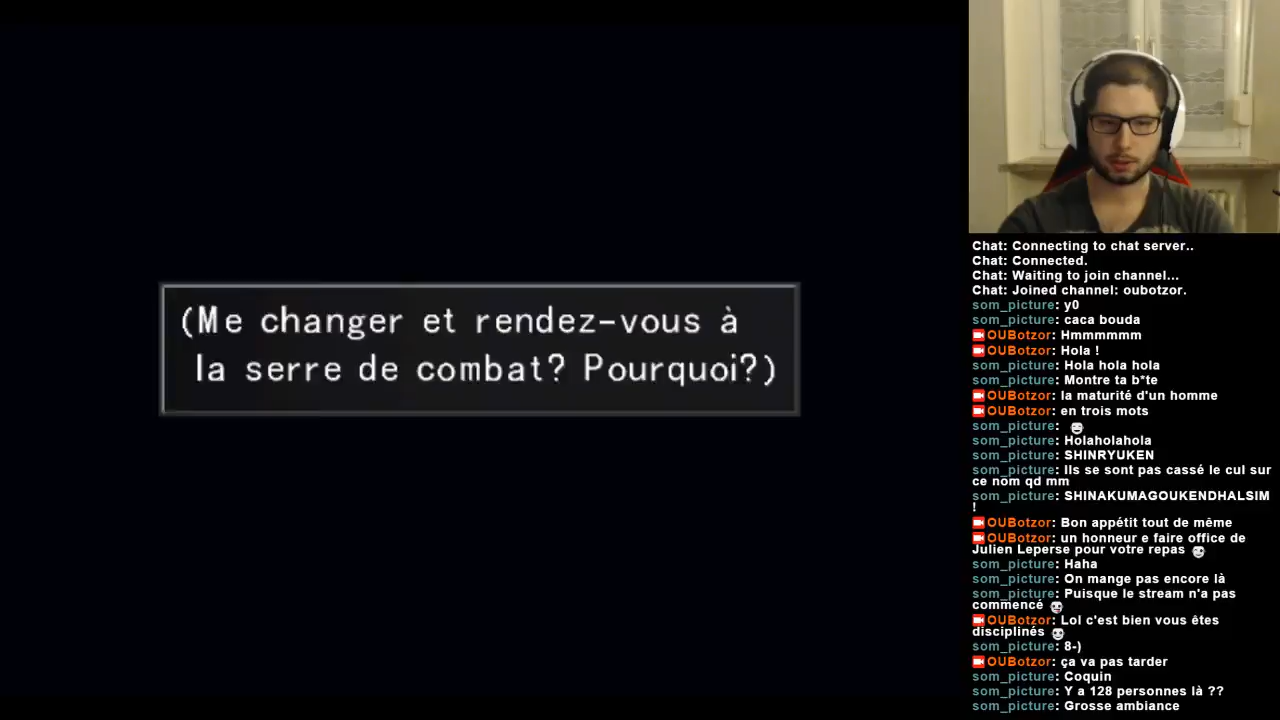 (Me changer et rendez-vous à
la serre de combat? Pourquoi?)
Chat: Connecting to chat server..
Chat: Connected.
Chat: Waiting to join channel...
Chat: Joined channel: oubotzor.
som_picture: y0
som_picture: caca bouda
OUBotzor: Hmmmmmm
OUBotzor: Hola !
som_picture: Hola hola hola
som_picture: Montre ta b*te
OUBotzor: la maturité d'un homme
OUBotzor: en trois mots
som_picture:
som_picture: Holaholahola
som_picture: SHINRYUKEN
som_picture: Ils se sont pas cassé le cul sur
ce nom qd mm
som_picture: SHINAKUMAGOUKENDHALSIM
!
OUBotzor: Bon appétit tout de même
OUBotzor: un honneur e faire office de
Julien Leperse pour votre repas
som_picture: Haha
som_picture: On mange pas encore là
som_picture: Puisque le stream n'a pas
commencé
OUBotzor: Lol c'est bien vous êtes
disciplinés
som_picture: 8-)
OUBotzor: ça va pas tarder
som_picture: Coquin
som_picture: Y a 128 personnes là ??
som_picture: Grosse ambiance